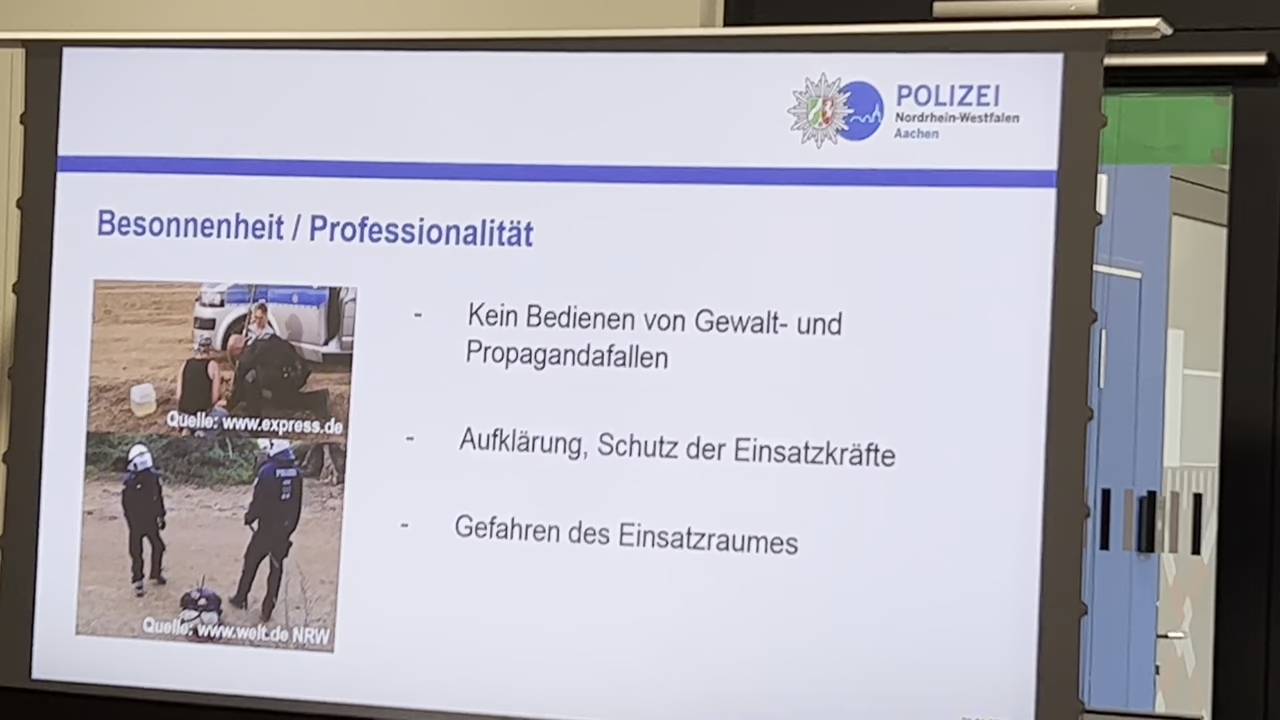 POLIZEI
Nordrhein-Westfalen
Aachen
Besonnenheit / Professionalität
- Kein Bedienen von Gewalt- und
Propagandafallen
- Aufklärung, Schutz der Einsatzkräfte
- Gefahren des Einsatzraumes
Quelle: www.express.de
POLIZEI
Quelle: www.welt.de NRW